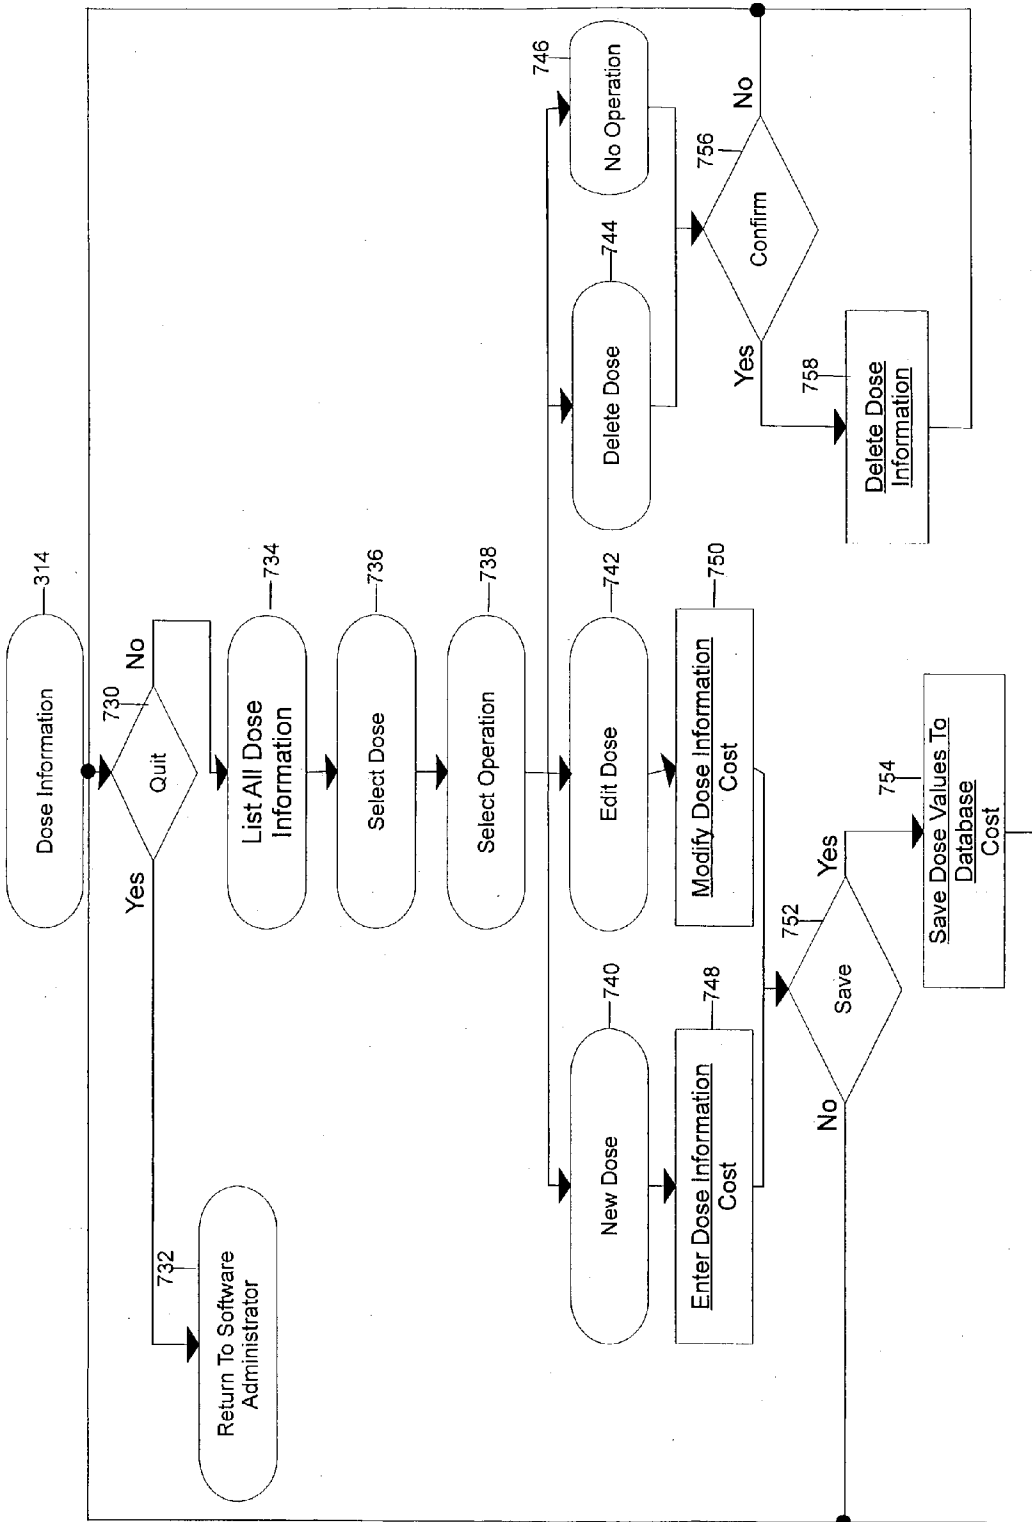 Dose Information
314
730
Quit
No
Yes
732
Return To Software
Administrator
List All Dose
Information
734
Select Dose
736
Select Operation
738
New Dose
740
Edit Dose
742
Delete Dose
744
No Operation
746
Enter Dose Information
Cost
748
Modify Dose Information
Cost
750
752
Save
No
Yes
754
Save Dose Values To
Database
Cost
756
Confirm
Yes
No
758
Delete Dose
Information